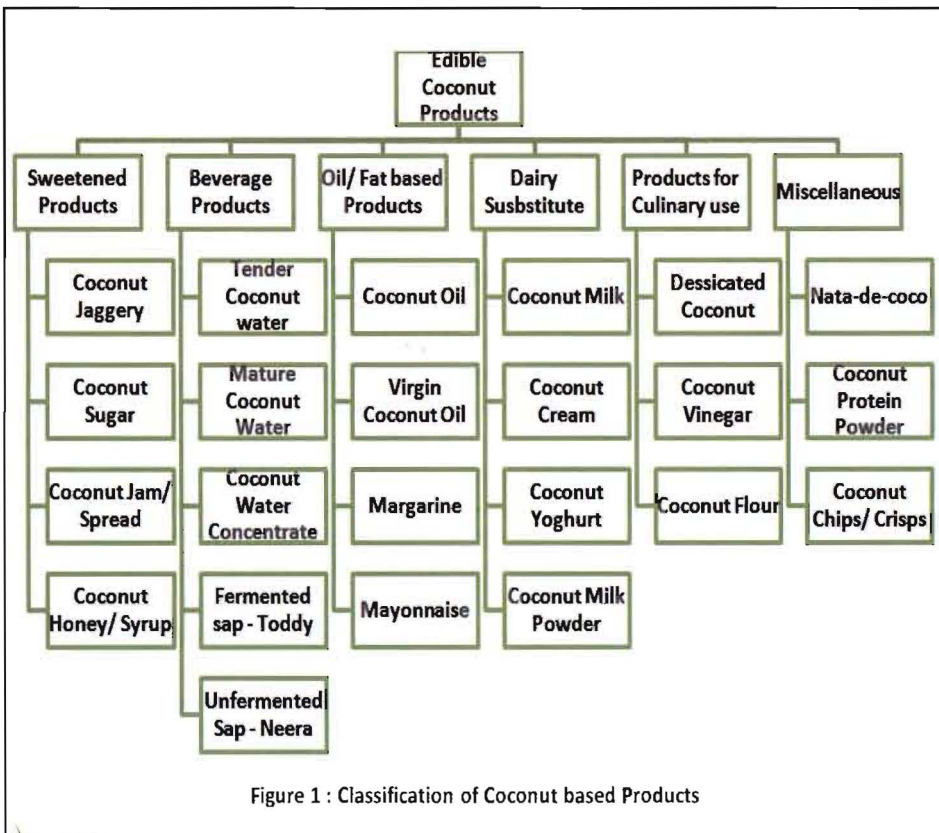 Edible
Coconut
Products
Sweetened
Products
Beverage
Products
Oil/ Fat based
Products
Dairy
Susbstitute
Products for
Culinary use
Miscellaneous
Coconut
Jaggery
Coconut
Sugar
Coconut Jam/
Spread
Coconut
Honey/ Syrup
Tender
Coconut
water
Mature
Coconut
Water
Coconut
Water
Concentrate
Fermented
sap - Toddy
Unfermented
Sap - Neera
Coconut Oil
Virgin
Coconut Oil
Margarine
Mayonnaise
Coconut Milk
Coconut
Cream
Coconut
Yoghurt
Coconut Milk
Powder
Dessicated
Coconut
Coconut
Vinegar
Coconut Flour
Nata-de-coco
Coconut
Protein
Powder
Coconut
Chips/ Crisps
Figure 1 : Classification of Coconut based Products